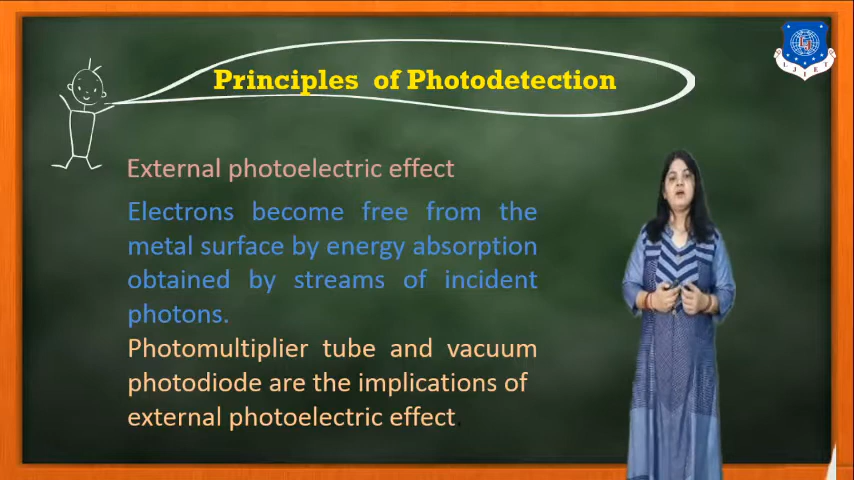 Principles of Photodetection
External photoelectric effect
Electrons become free from the
metal surface by energy absorption
obtained by streams of incident
photons.
Photomultiplier tube and vacuum
photodiode are the implications of
external photoelectric effect.
LJIET